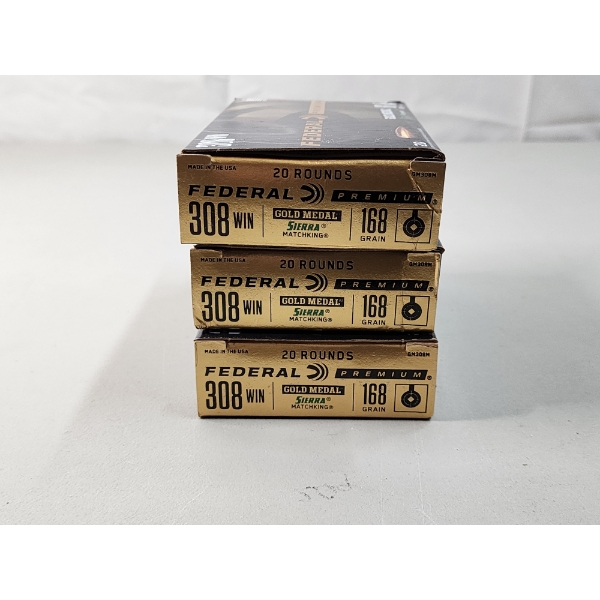 FEDERAL
MADE IN THE USA
20 ROUNDS
GM308M
FEDERAL PREMIUM®
308 WIN
GOLD MEDAL®
SIERRA®
MATCHKING®
168
GRAIN
MADE IN THE USA
20 ROUNDS
GM308M
FEDERAL PREMIUM®
308 WIN
GOLD MEDAL®
SIERRA®
MATCHKING®
168
GRAIN
MADE IN THE USA
20 ROUNDS
GM308M
FEDERAL PREMIUM®
308 WIN
GOLD MEDAL®
SIERRA®
MATCHKING®
168
GRAIN